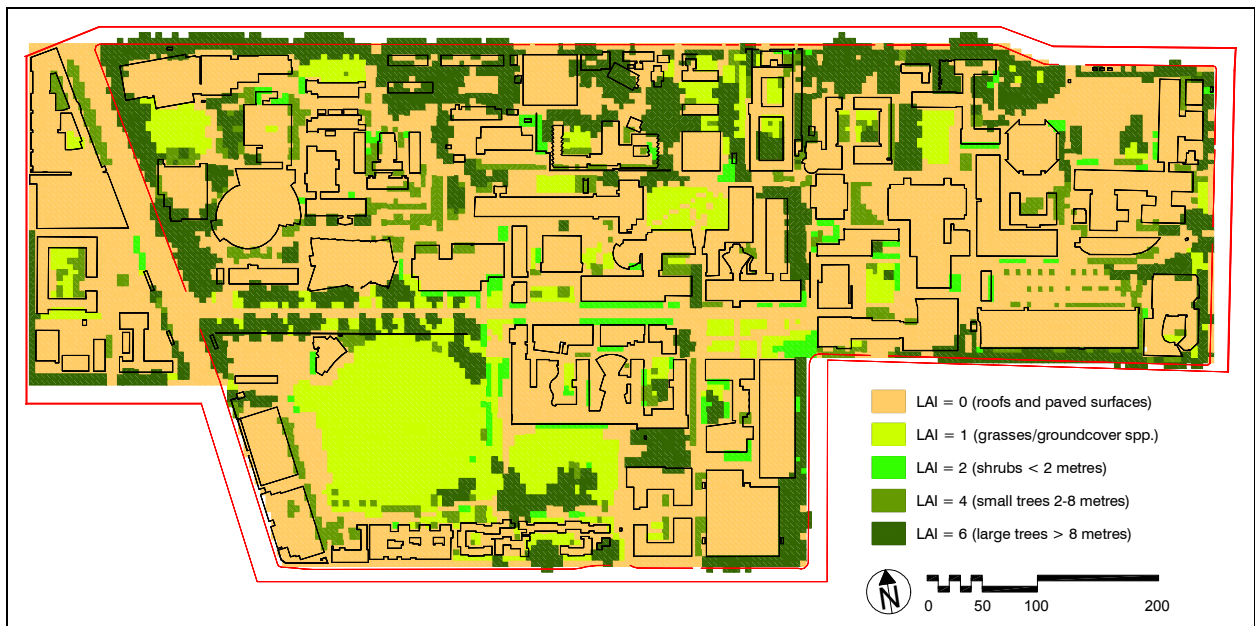 LAI = 0 (roofs and paved surfaces)
LAI = 1 (grasses/groundcover spp.)
LAI = 2 (shrubs < 2 metres)
LAI = 4 (small trees 2-8 metres)
LAI = 6 (large trees > 8 metres)
N
0 50 100 200